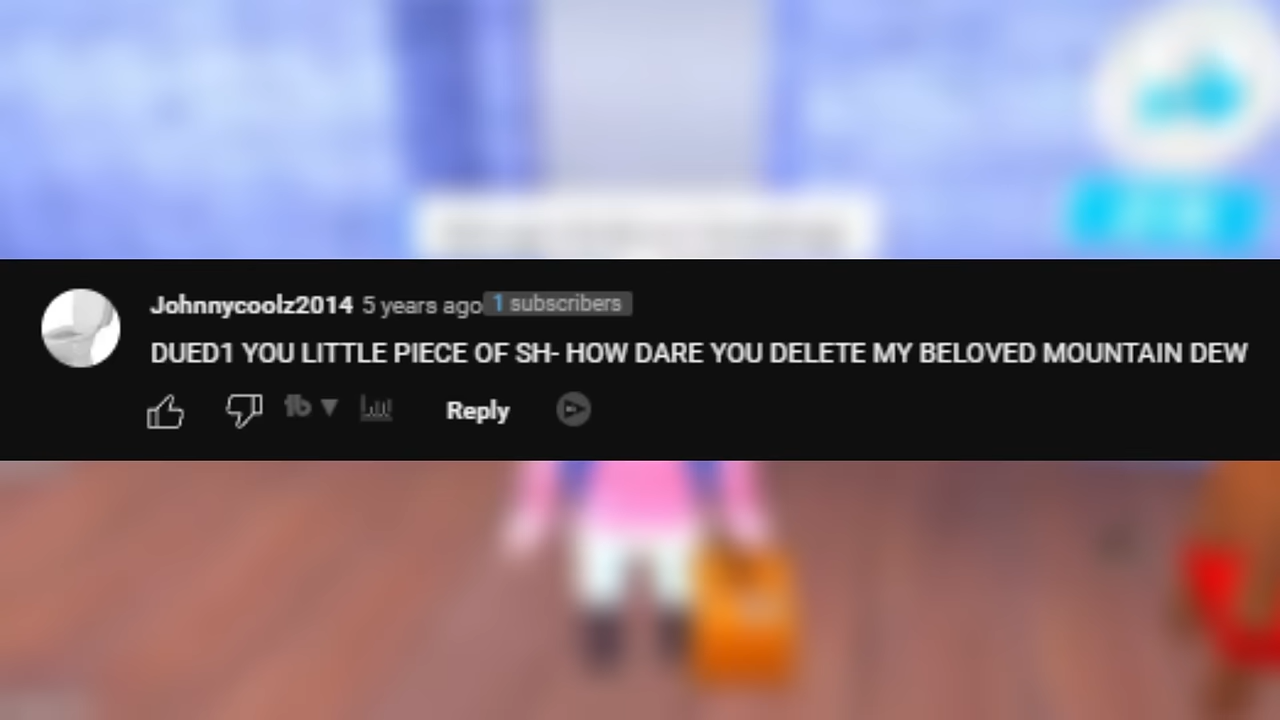 Johnnycoolz2014 5 years ago 1 subscribers
DUED1 YOU LITTLE PIECE OF SH- HOW DARE YOU DELETE MY BELOVED MOUNTAIN DEW
Reply